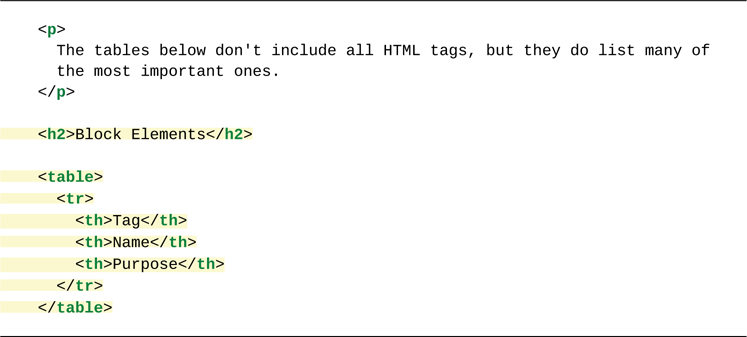 <p>
The tables below don't include all HTML tags, but they do list many of
the most important ones.
</p>
<h2>Block Elements</h2>
<table>
<tr>
<th>Tag</th>
<th>Name</th>
<th>Purpose</th>
</tr>
</table>